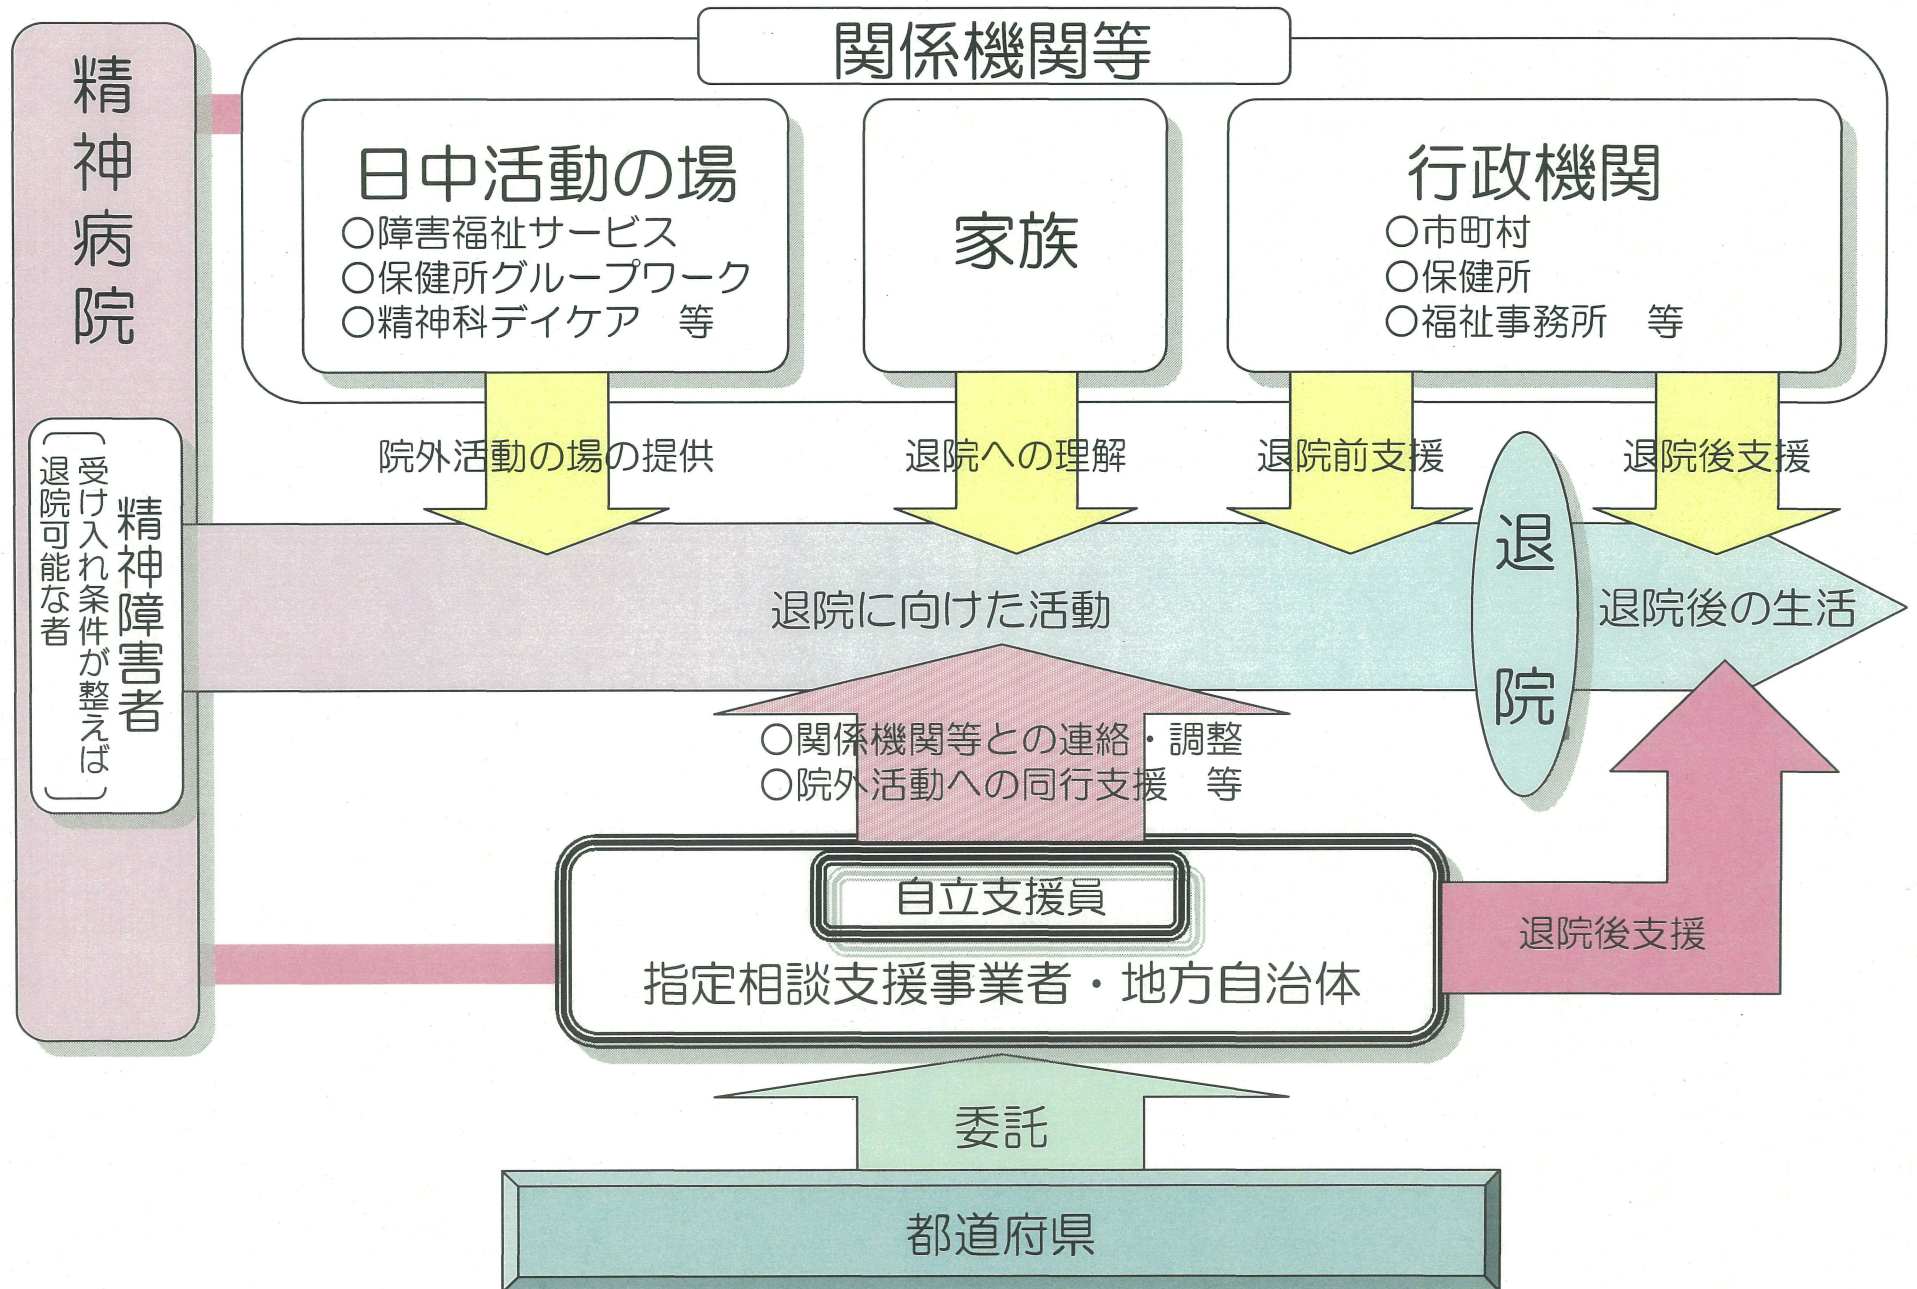 精神病院
関係機関等
日中活動の場
○障害福祉サービス
○保健所グループワーク
○精神科デイケア　等
家族
行政機関
○市町村
○保健所
○福祉事務所　等
院外活動の場の提供
退院への理解
退院前支援
退院後支援
精神障害者
受け入れ条件が整えば
退院可能な者
退院に向けた活動
退院
退院後の生活
○関係機関等との連絡・調整
○院外活動への同行支援　等
自立支援員
指定相談支援事業者・地方自治体
退院後支援
委託
都道府県